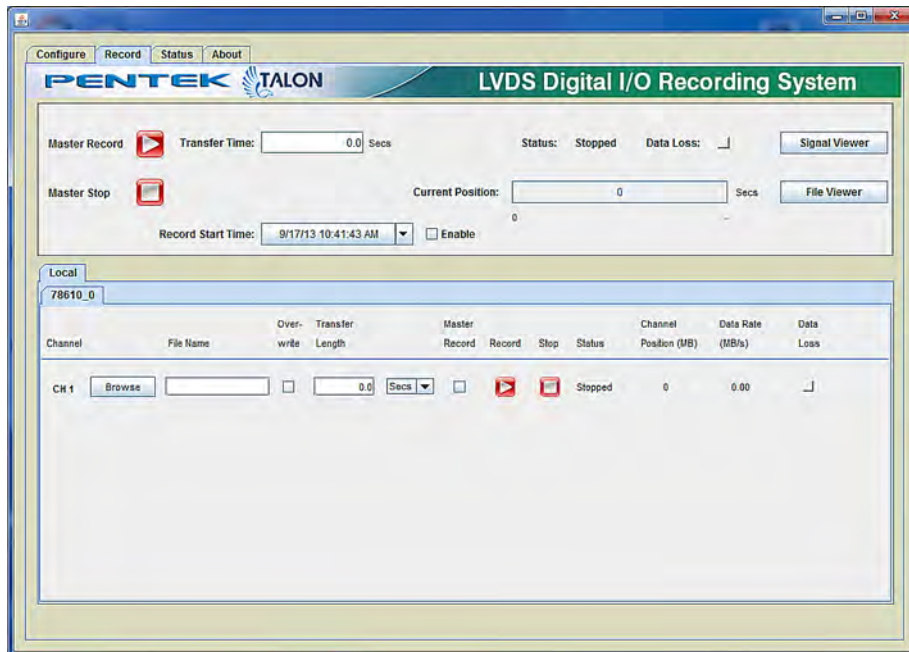 Configure Record Status About
PENTEK TALON LVDS Digital I/O Recording System
Master Record Transfer Time: 0.0 Secs Status: Stopped Data Loss: Signal Viewer
Master Stop Current Position: 0 Secs File Viewer
0 --
Record Start Time: 9/17/13 10:41:43 AM Enable
Local
78610_0
Over- Transfer Master Channel Data Rate Data
Channel File Name write Length Record Record Stop Status Position (MB) (MB/s) Loss
CH 1 Browse 0.0 Secs Stopped 0 0.00